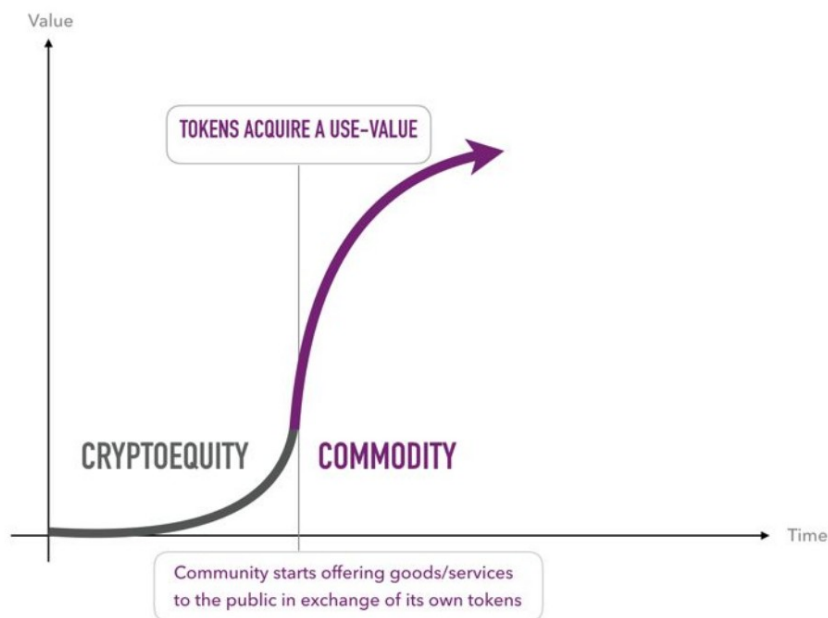 Value
TOKENS ACQUIRE A USE-VALUE
CRYPTOEQUITY
COMMODITY
Time
Community starts offering goods/services
to the public in exchange of its own tokens